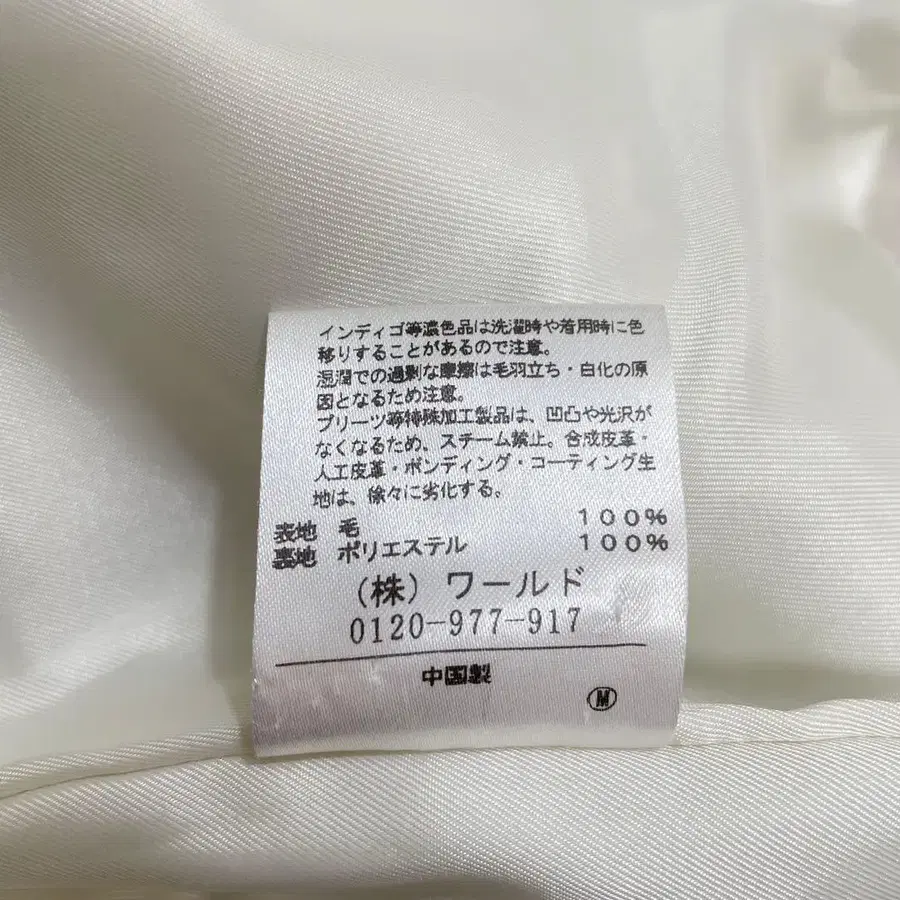 インディゴ等濃色品は洗濯時や着用時に色
移りすることがあるので注意。
湿潤での過剰な摩擦は毛羽立ち・白化の原
因となるため注意。
プリーツ等特殊加工製品は、凹凸や光沢が
なくなるため、スチーム禁止。合成皮革・
人工皮革・ボンディング・コーティング生
地は、徐々に劣化する。
表地 毛 100%
裏地 ポリエステル 100%
(株)ワールド
0120-977-917
中国製
M